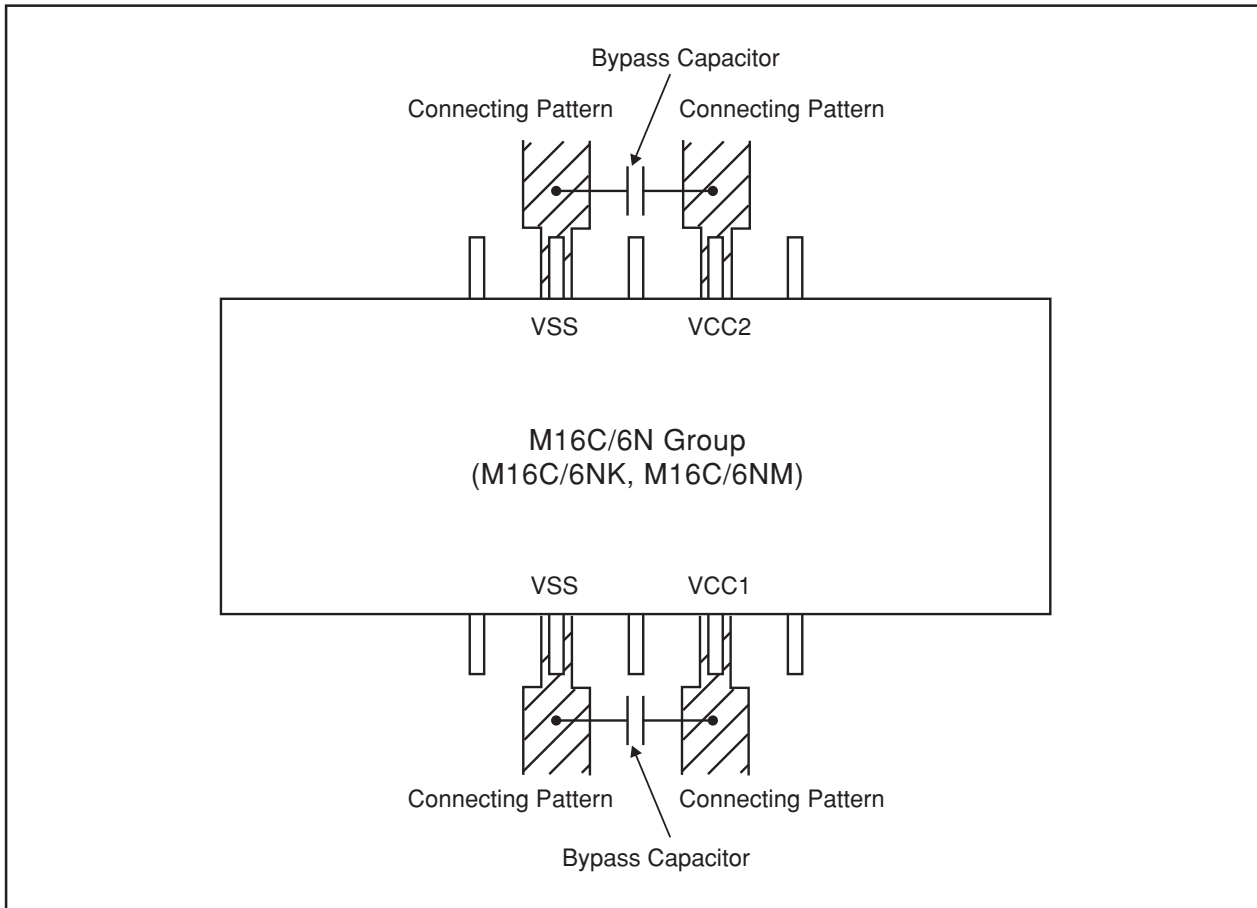 Bypass Capacitor
Connecting Pattern
Connecting Pattern
VSS
VCC2
M16C/6N Group
(M16C/6NK, M16C/6NM)
VSS
VCC1
Connecting Pattern
Connecting Pattern
Bypass Capacitor